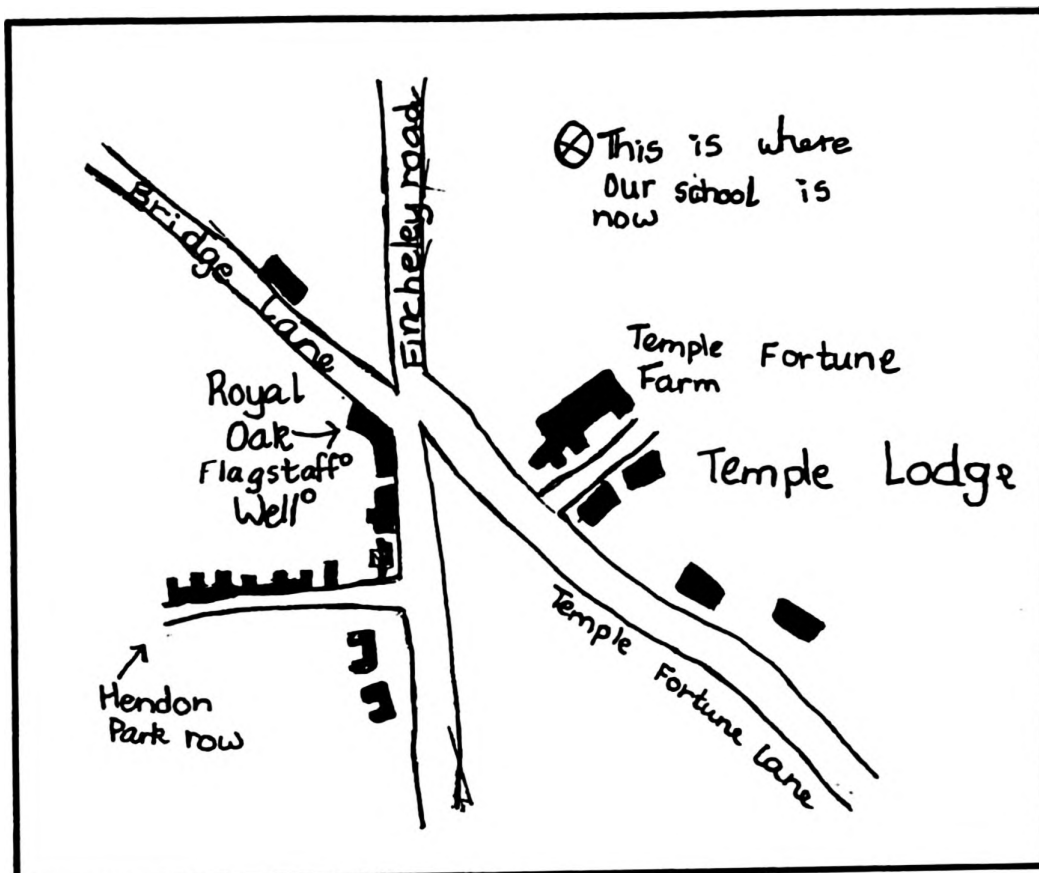 This is where
Our school is
now
Bridge Lane
Fincheley road
Temple Fortune
Farm
Royal
Oak
Flagstaff
Well
Temple Lodge
Temple Fortune Lane
Hendon
Park row